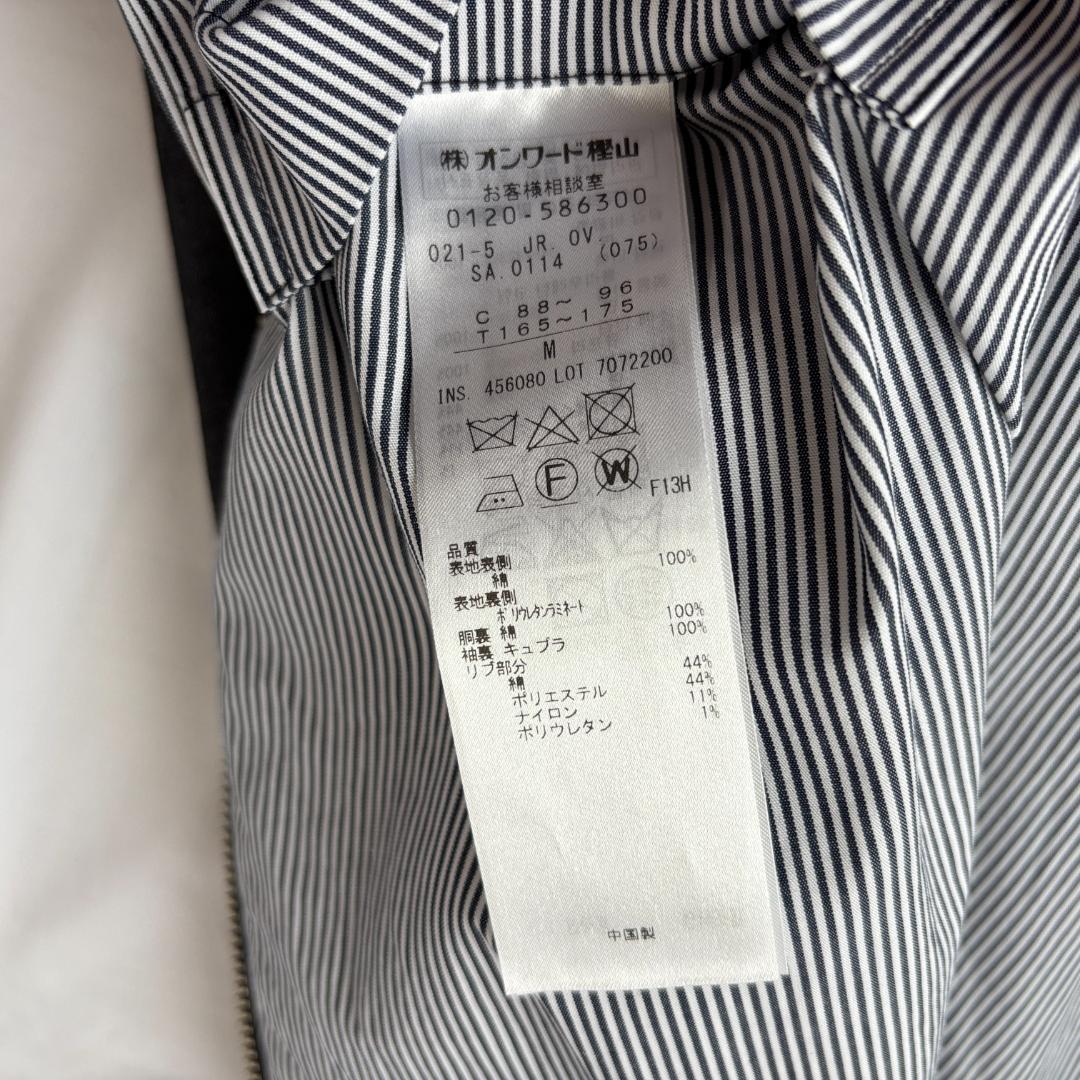 (株)オンワード樫山
お客様相談室
0120-586300
021-5 JR. OV
SA. 0114 (075)
C 88~ 96
T 165~175
M
INS. 456080 LOT 7072200
F
W
F13H
品質
表地表側
綿 100%
表地裏側
ポリウレタンラミネート
胴裏 綿 100%
袖裏 キュプラ 100%
リブ部分
綿 44%
ポリエステル 44%
ナイロン 11%
ポリウレタン 1%
中国製